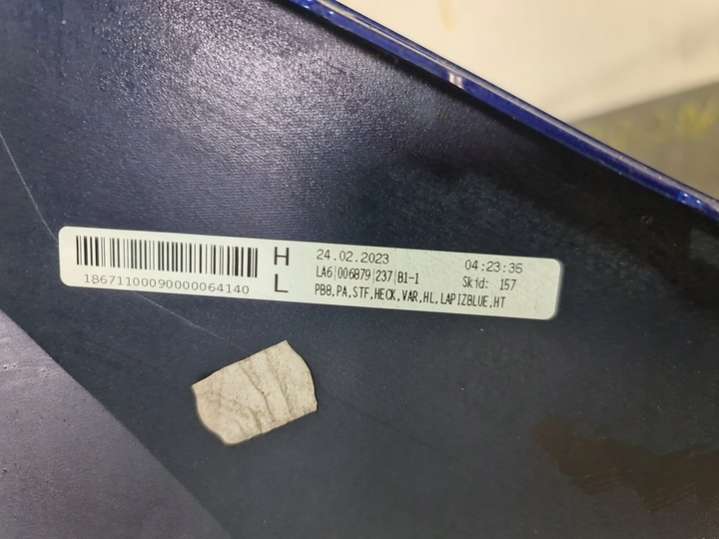 18671100090000064140
H
L
24.02.2023 04:23:35
LA6|006879|237|B1-1 Skid: 157
PB8,PA,STF,HECK,VAR,HL,LAPIZBLUE,HT